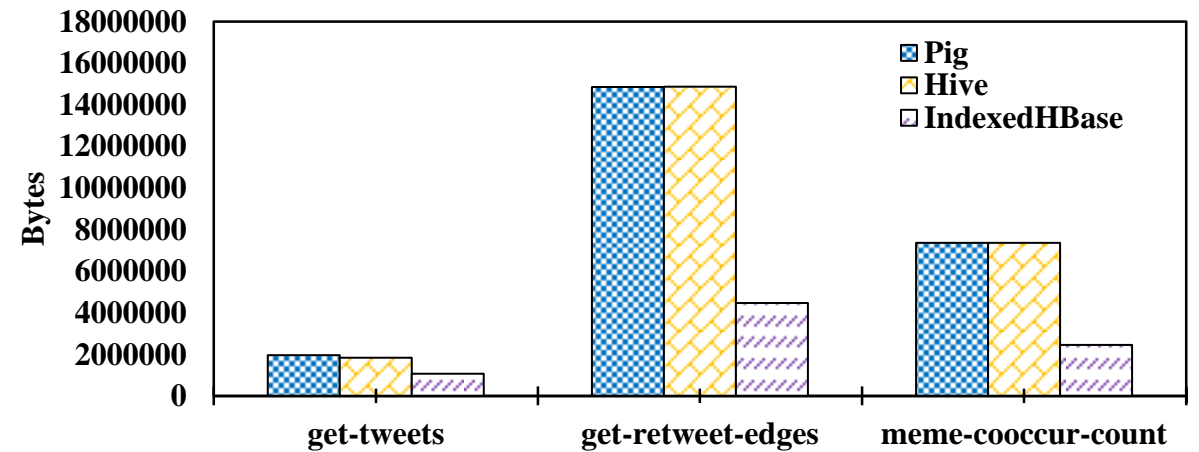 18000000
16000000
14000000
12000000
10000000
8000000
6000000
4000000
2000000
0
Bytes
Pig
Hive
IndexedHBase
get-tweets
get-retweet-edges
meme-cooccur-count